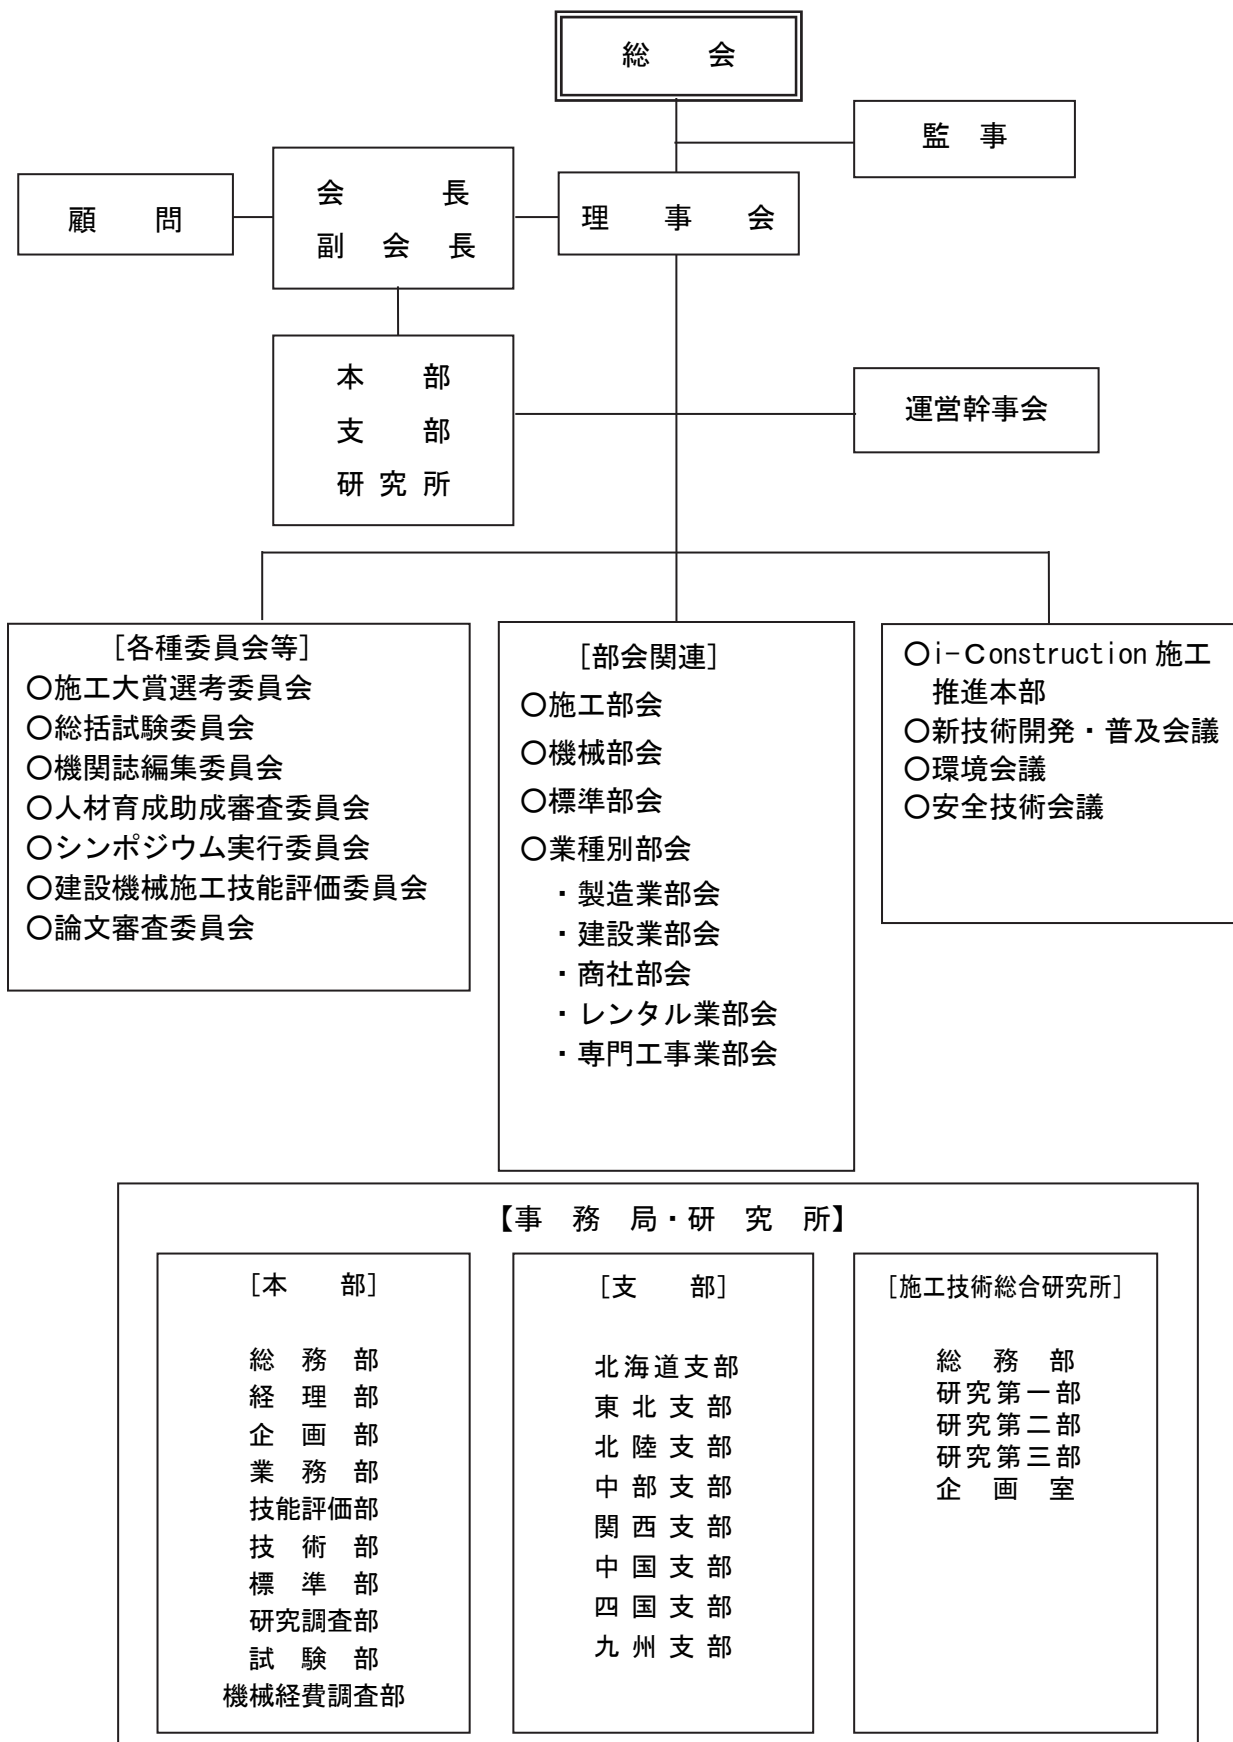 総　会
監　事
顧　問
会　長
副　会　長
理　事　会
本　部
支　部
研究所
運営幹事会
［各種委員会等］
○施工大賞選考委員会
○総括試験委員会
○機関誌編集委員会
○人材育成助成審査委員会
○シンポジウム実行委員会
○建設機械施工技能評価委員会
○論文審査委員会
［部会関連］
○施工部会
○機械部会
○標準部会
○業種別部会
・製造業部会
・建設業部会
・商社部会
・レンタル業部会
・専門工事業部会
○i-Construction 施工
推進本部
○新技術開発・普及会議
○環境会議
○安全技術会議
【事　務　局・研　究　所】
［本　部］
総　務　部
経　理　部
企　画　部
業　務　部
技能評価部
技　術　部
標　準　部
研究調査部
試　験　部
機械経費調査部
［支　部］
北海道支部
東北支部
北陸支部
中部支部
関西支部
中国支部
四国支部
九州支部
［施工技術総合研究所］
総　務　部
研究第一部
研究第二部
研究第三部
企　画　室